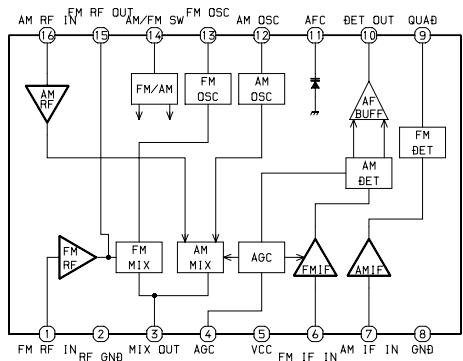 AM RF IN FM RF OUT AM/FM SW FM OSC AM OSC AFC DET OUT QUAD
16 15 14 13 12 11 10 9
AM RF
FM/AM
FM OSC
AM OSC
AF BUFF
FM DET
AM DET
FM RF
FM MIX
AM MIX
AGC
FMIF
AMIF
1 2 3 4 5 6 7 8
FM RF IN RF GND MIX OUT AGC VCC FM IF IN AM IF IN GND